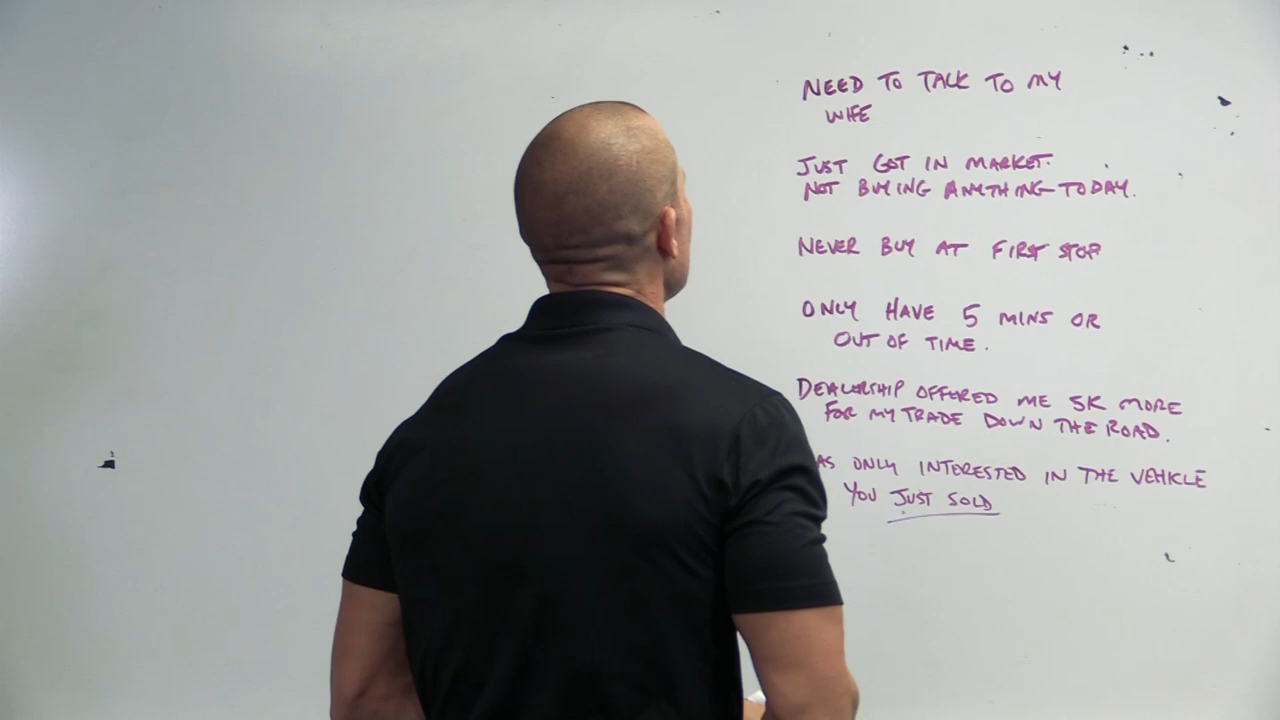 NEED TO TALK TO MY
WIFE
JUST GOT IN MARKET.
NOT BUYING ANYTHING TODAY.
NEVER BUY AT FIRST STOP
ONLY HAVE 5 MINS OR
OUT OF TIME.
DEALERSHIP OFFERED ME 5K MORE
FOR MY TRADE DOWN THE ROAD.
ONLY INTERESTED IN THE VEHICLE
YOU JUST SOLD